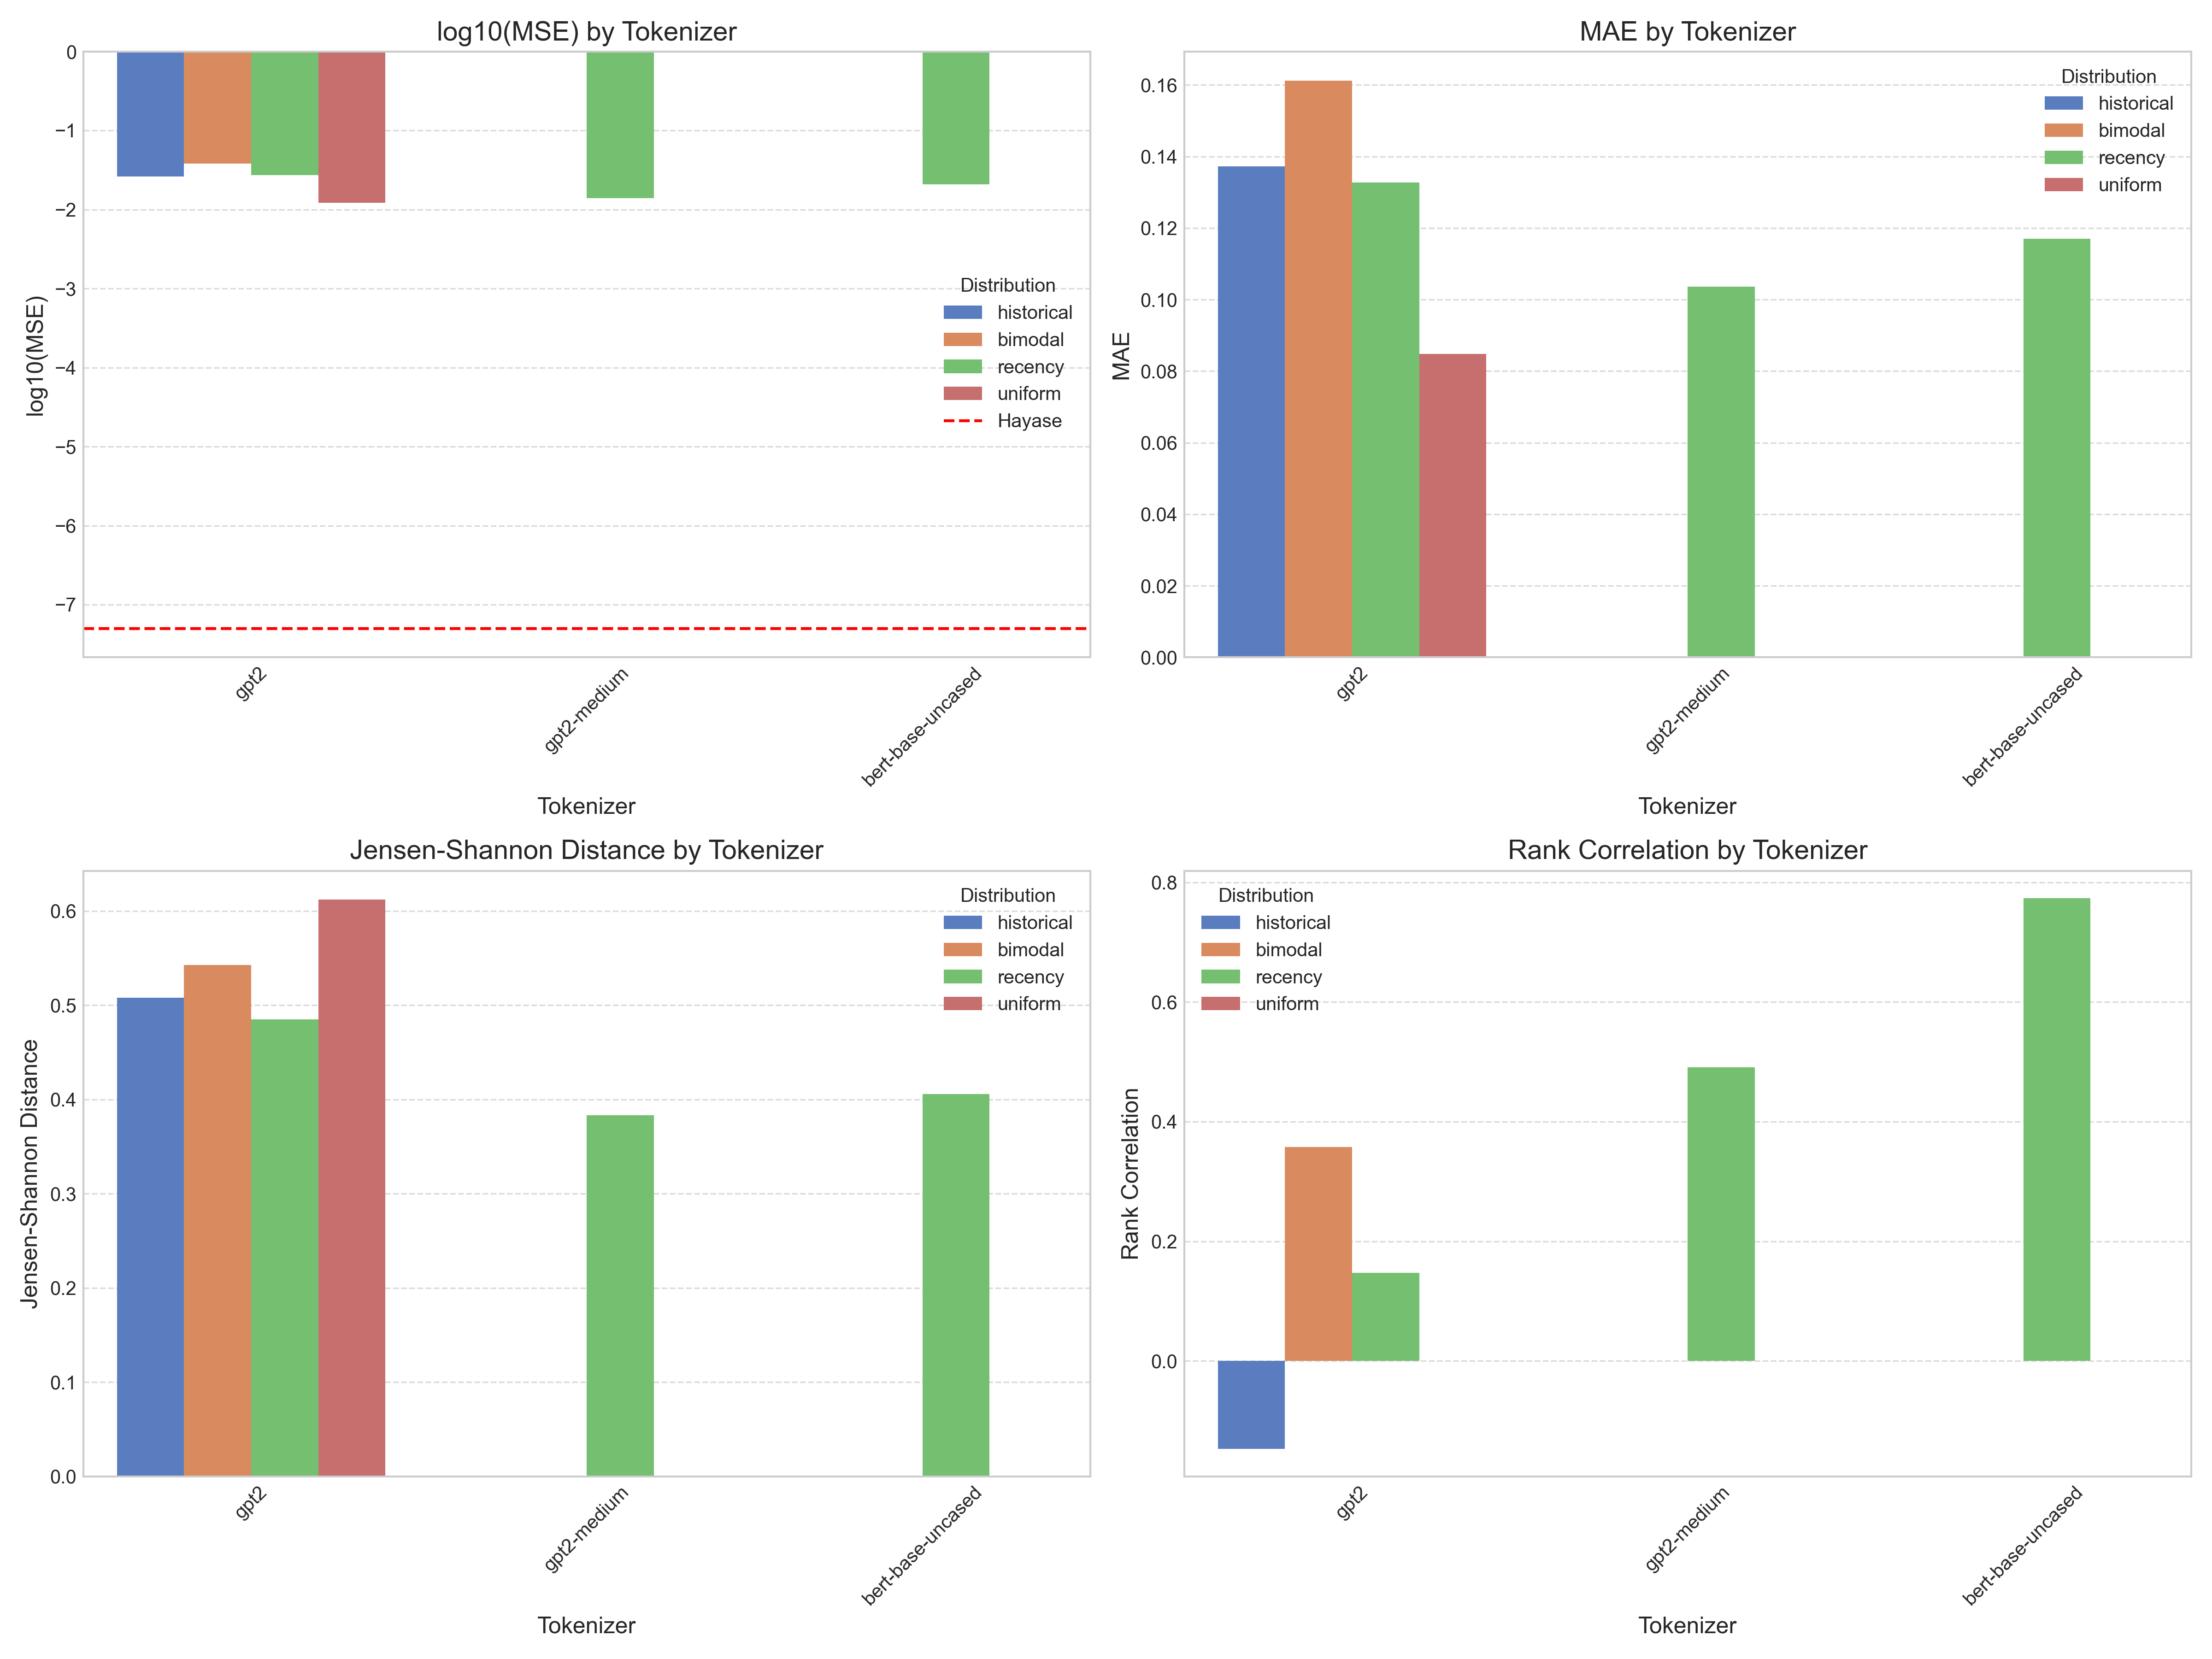 log10(MSE) by Tokenizer
log10(MSE)
0
−1
−2
−3
−4
−5
−6
−7
Distribution
historical
bimodal
recency
uniform
Hayase
gpt2
gpt2-medium
bert-base-uncased
Tokenizer
MAE by Tokenizer
MAE
0.16
0.14
0.12
0.10
0.08
0.06
0.04
0.02
0.00
Distribution
historical
bimodal
recency
uniform
gpt2
gpt2-medium
bert-base-uncased
Tokenizer
Jensen-Shannon Distance by Tokenizer
Jensen-Shannon Distance
0.6
0.5
0.4
0.3
0.2
0.1
0.0
Distribution
historical
bimodal
recency
uniform
gpt2
gpt2-medium
bert-base-uncased
Tokenizer
Rank Correlation by Tokenizer
Rank Correlation
0.8
0.6
0.4
0.2
0.0
Distribution
historical
bimodal
recency
uniform
gpt2
gpt2-medium
bert-base-uncased
Tokenizer